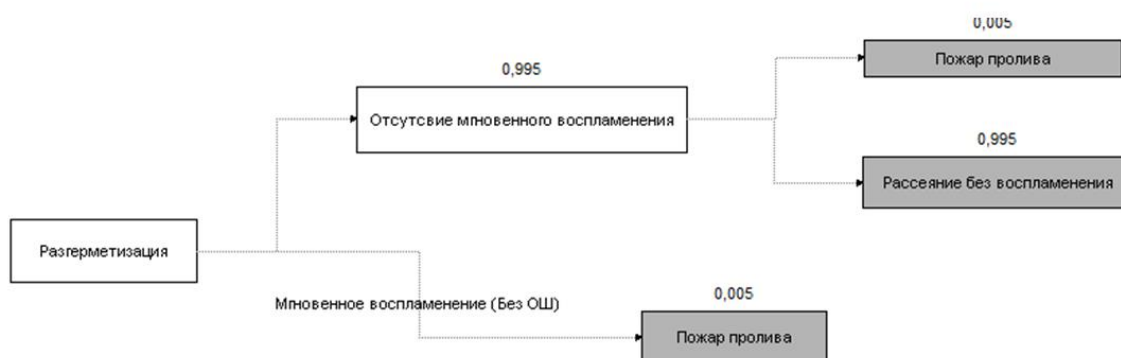 0,005
Пожар пролива
0,995
Отсутсвие мгновенного воспламенения
0,995
Рассеяние без воспламенения
Разгерметизация
Мгновенное воспламенение (Без ОШ)
0,005
Пожар пролива